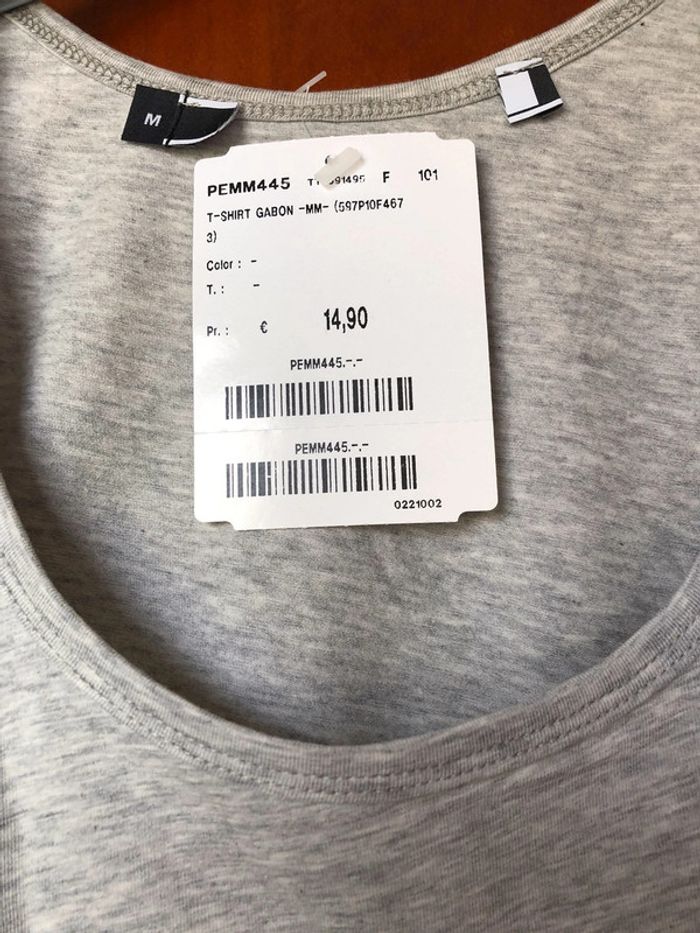 M
PEMM445 F 101
T-SHIRT GABON -MM- (597P10F467
3)
Color : -
T. : -
Pr. : € 14,90
PEMM445.-.-
PEMM445.-.-
0221002